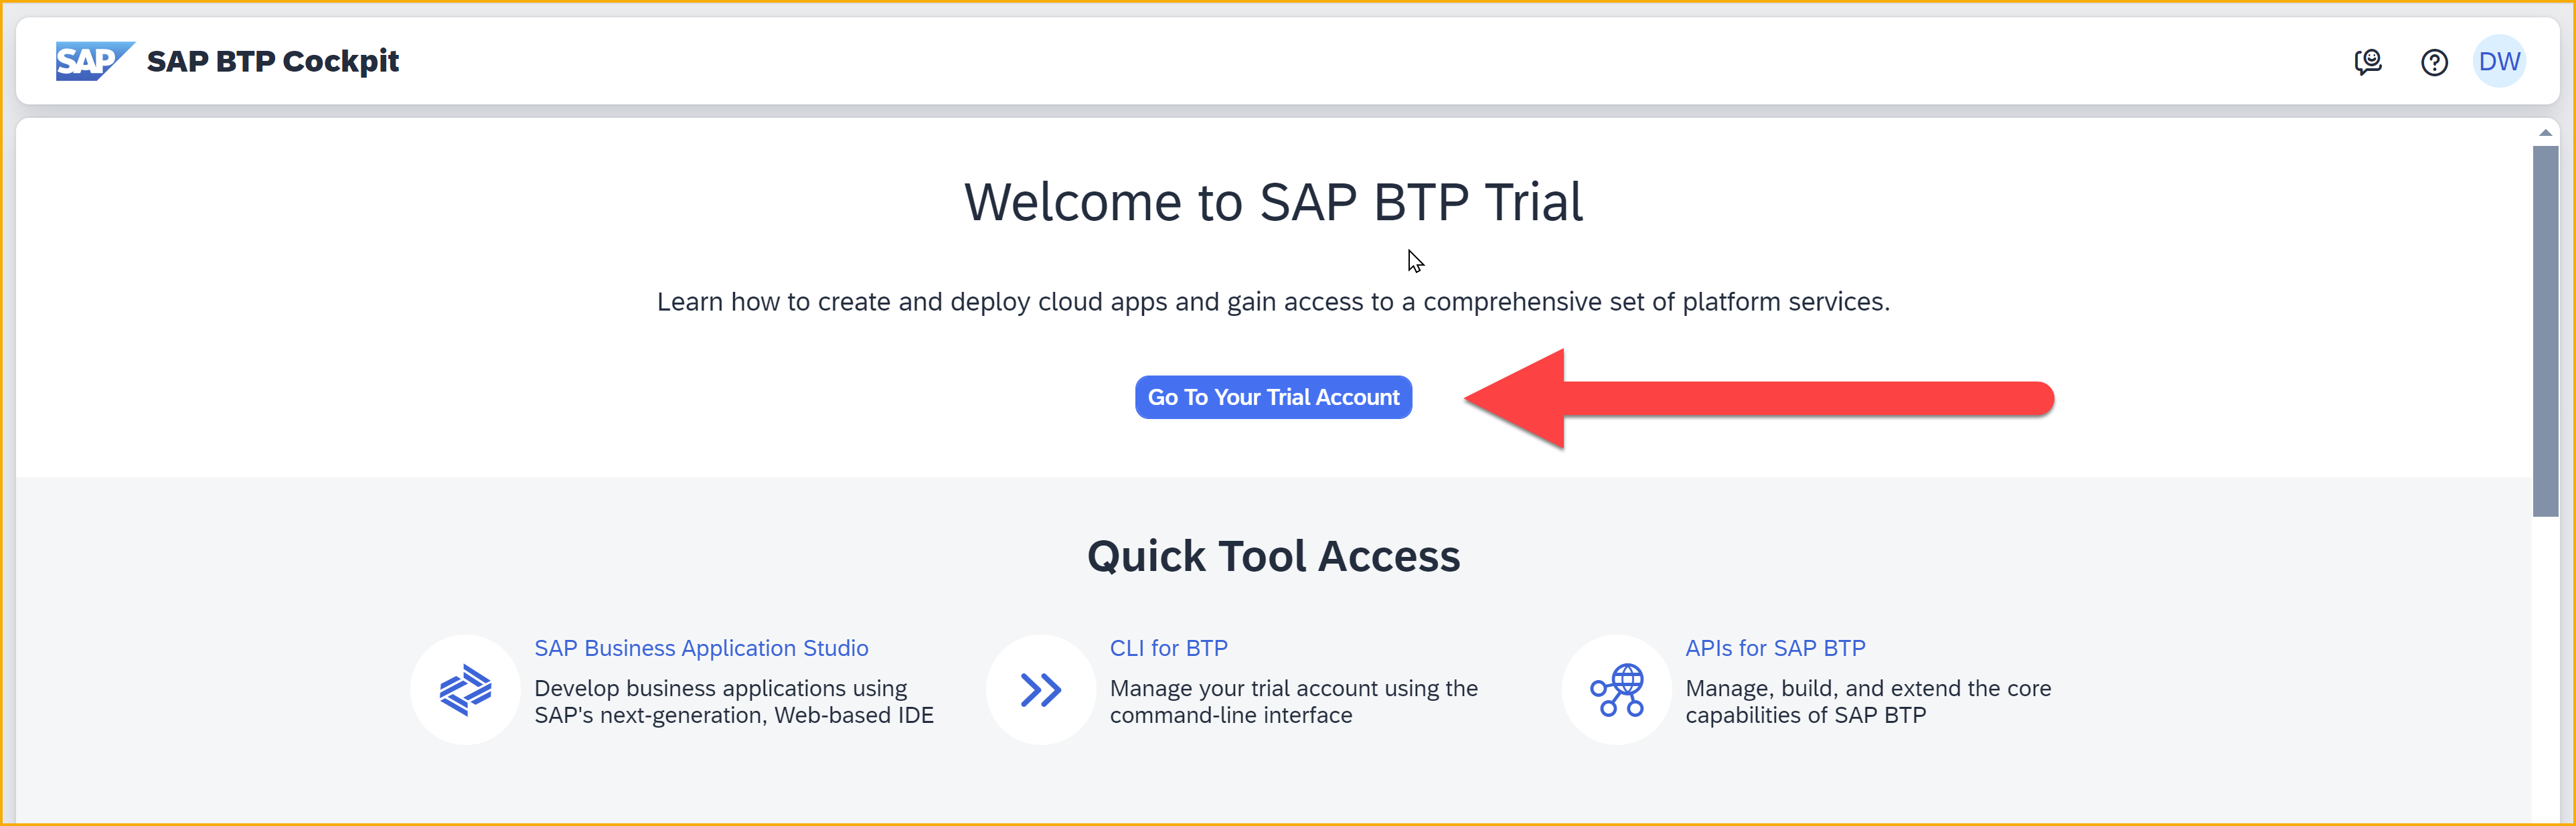 SAP SAP BTP Cockpit
DW
Welcome to SAP BTP Trial
Learn how to create and deploy cloud apps and gain access to a comprehensive set of platform services.
Go To Your Trial Account
Quick Tool Access
SAP Business Application Studio
Develop business applications using
SAP's next-generation, Web-based IDE
CLI for BTP
Manage your trial account using the
command-line interface
APIs for SAP BTP
Manage, build, and extend the core
capabilities of SAP BTP